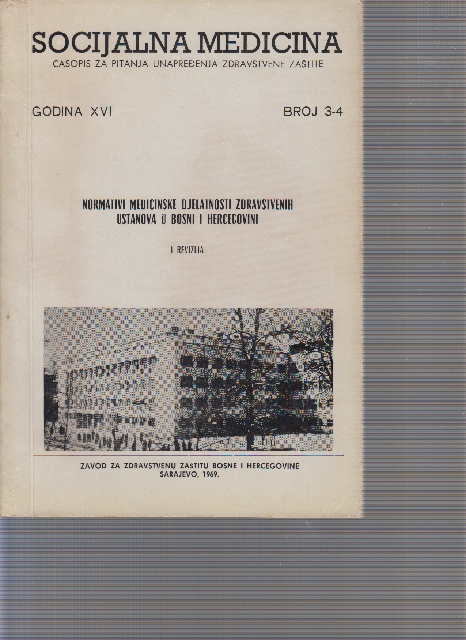 SOCIJALNA MEDICINA
ČASOPIS ZA PITANJA UNAPREĐENJA ZDRAVSTVENE ZAŠTITE
GODINA XVI BROJ 3-4
NORMATIVI MEDICINSKE DJELATNOSTI ZDRAVSTVENIH
USTANOVA U BOSNI I HERCEGOVINI
I REVIZIJA
ZAVOD ZA ZDRAVSTVENU ZAŠTITU BOSNE I HERCEGOVINE
SARAJEVO, 1969.